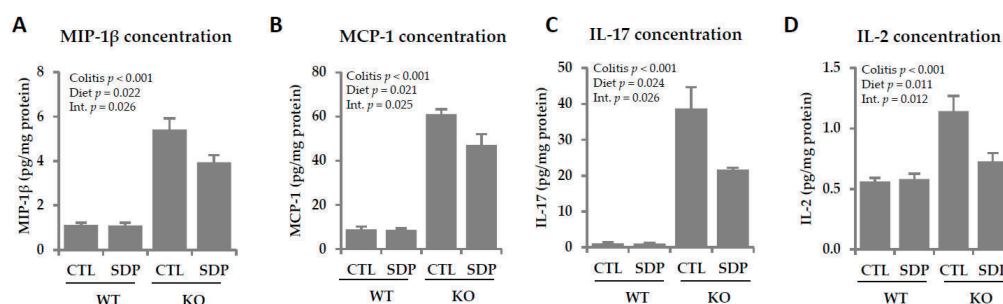 A
MIP-1β concentration
MIP-1β (pg/mg protein)
8
6
4
2
0
Colitis p < 0.001
Diet p = 0.022
Int. p = 0.026
CTL SDP CTL SDP
WT KO
B
MCP-1 concentration
MCP-1 (pg/mg protein)
80
60
40
20
0
Colitis p < 0.001
Diet p = 0.021
Int. p = 0.025
CTL SDP CTL SDP
WT KO
C
IL-17 concentration
IL-17 (pg/mg protein)
50
40
30
20
10
0
Colitis p < 0.001
Diet p = 0.024
Int. p = 0.026
CTL SDP CTL SDP
WT KO
D
IL-2 concentration
IL-2 (pg/mg protein)
1.5
1.0
0.5
0.0
Colitis p < 0.001
Diet p = 0.011
Int. p = 0.012
CTL SDP CTL SDP
WT KO